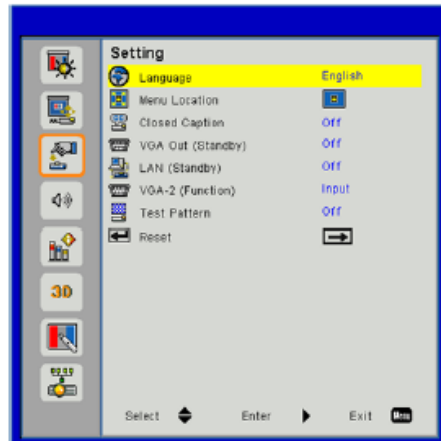 Setting
Language English
Menu Location
Closed Caption Off
VGA Out (Standby) Off
LAN (Standby) Off
VGA-2 (Function) Input
Test Pattern Off
Reset
3D
Select Enter Exit Menu